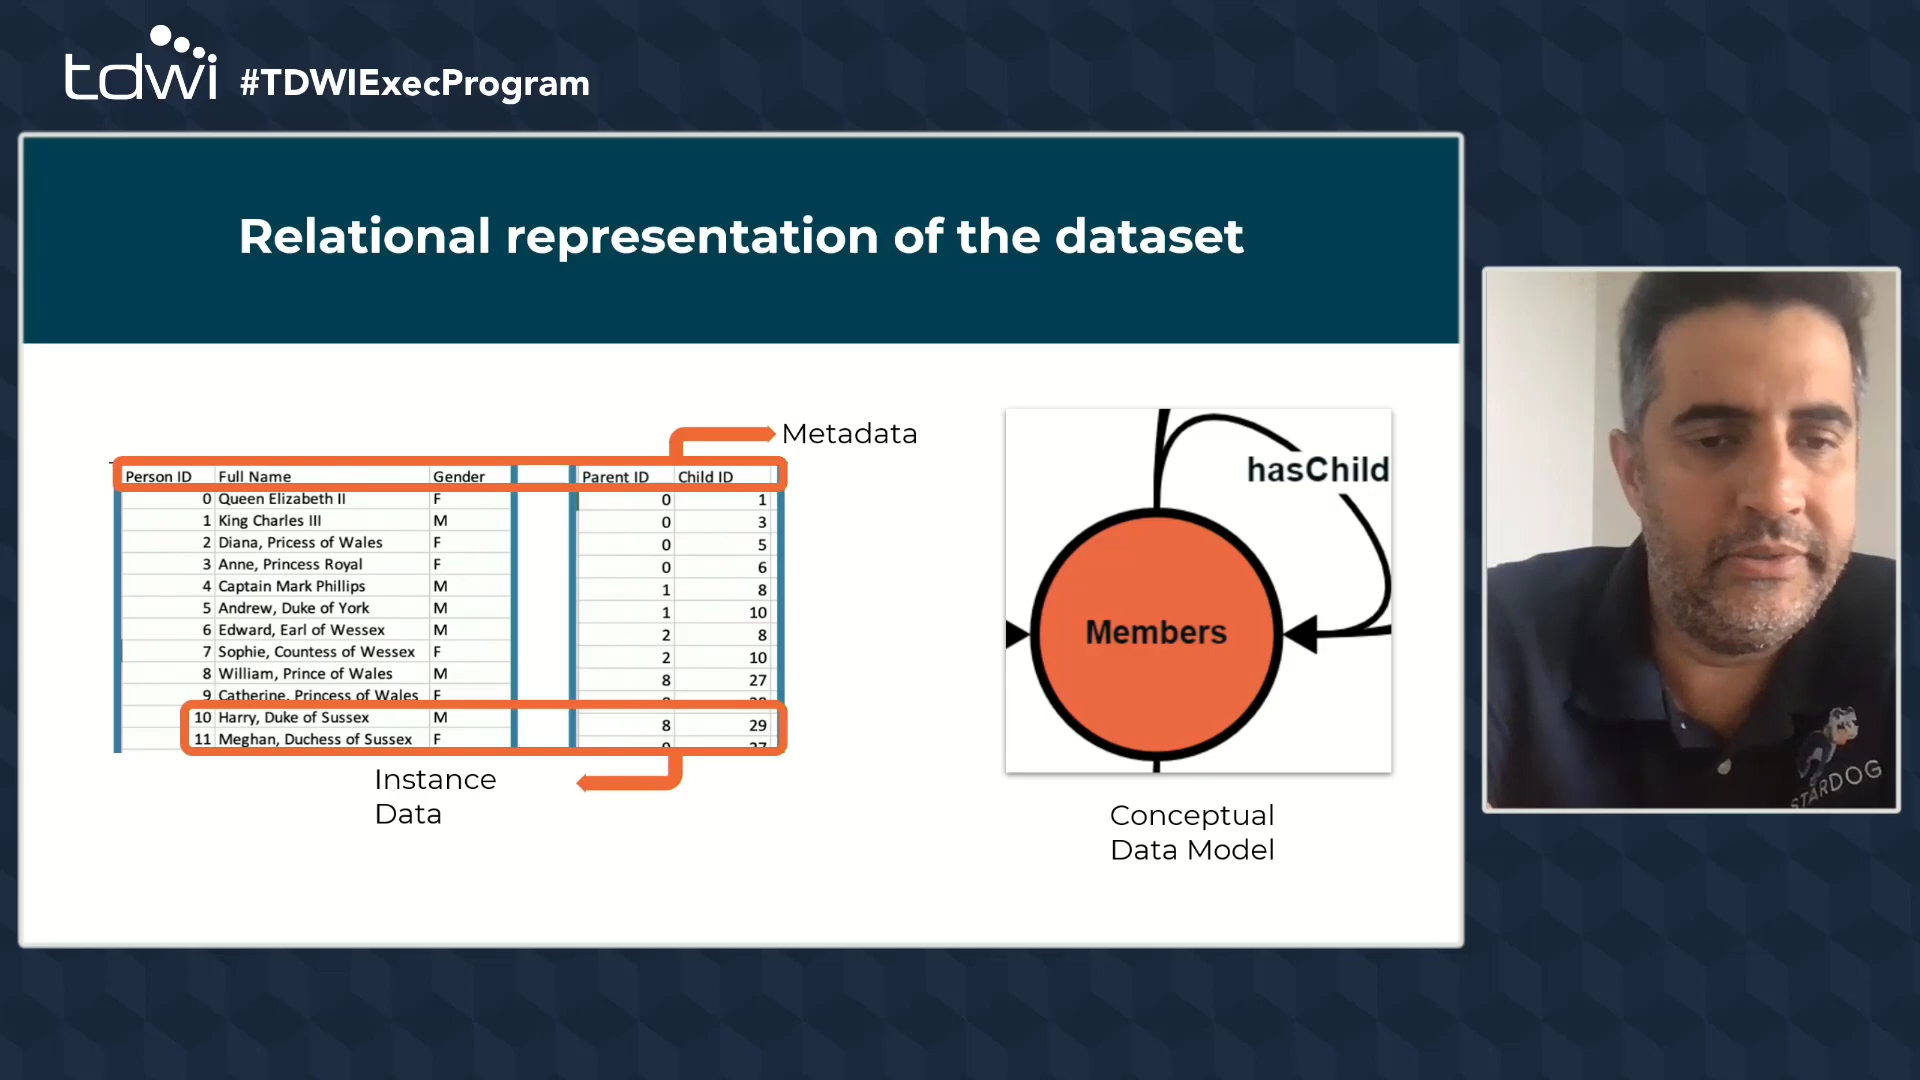 tdwi #TDWIExecProgram
Relational representation of the dataset
Metadata
Person ID Full Name Gender Parent ID Child ID
0 Queen Elizabeth II F 0 1
1 King Charles III M 0 3
2 Diana, Pricess of Wales F 0 5
3 Anne, Princess Royal F 0 6
4 Captain Mark Phillips M 1 8
5 Andrew, Duke of York M 1 10
6 Edward, Earl of Wessex M 2 8
7 Sophie, Countess of Wessex F 2 10
8 William, Prince of Wales M 8 27
9 Catherine, Princess of Wales F
10 Harry, Duke of Sussex M 8 29
11 Meghan, Duchess of Sussex F 9 27
Instance
Data
hasChild
Members
Conceptual
Data Model
STARDOG